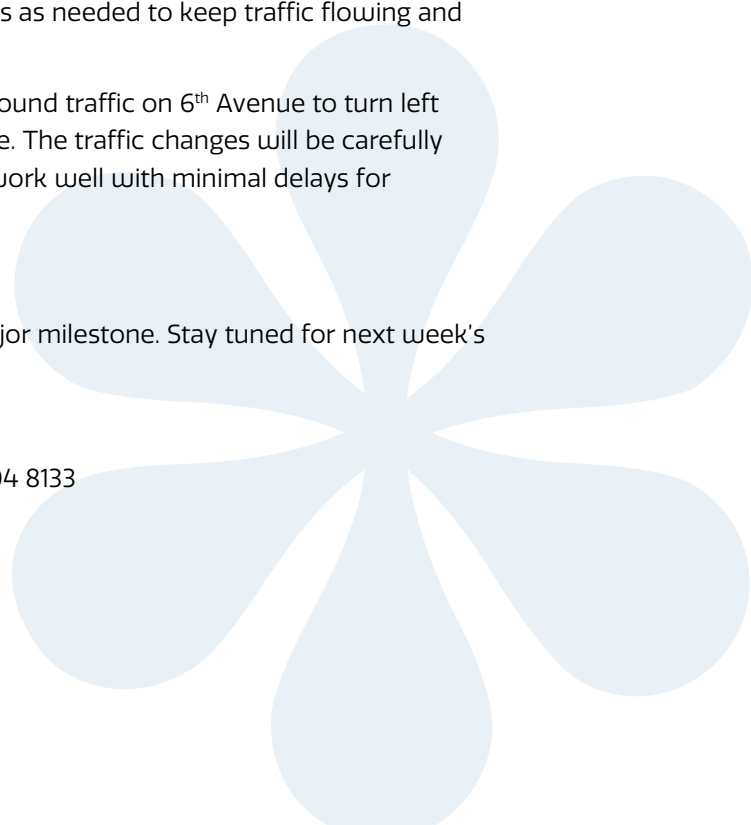 s as needed to keep traffic flowing and
ound traffic on 6th Avenue to turn left
e. The traffic changes will be carefully
work well with minimal delays for
jor milestone. Stay tuned for next week's
04 8133